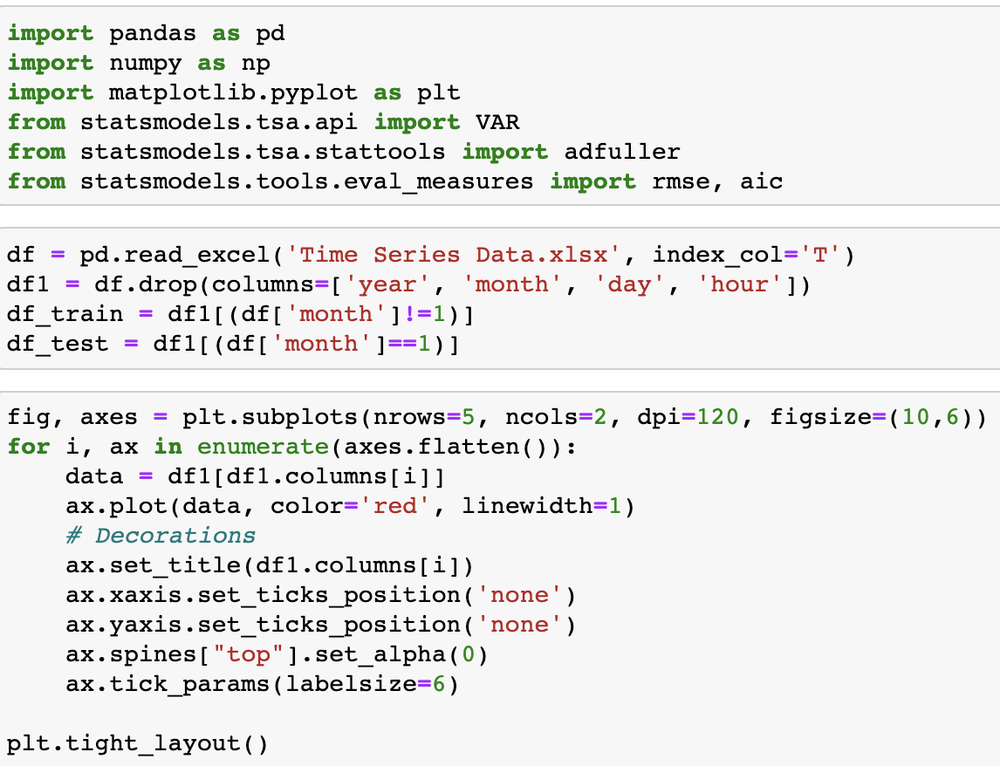 import pandas as pd
import numpy as np
import matplotlib.pyplot as plt
from statsmodels.tsa.api import VAR
from statsmodels.tsa.stattools import adfuller
from statsmodels.tools.eval_measures import rmse, aic
df = pd.read_excel('Time Series Data.xlsx', index_col='T')
df1 = df.drop(columns=['year', 'month', 'day', 'hour'])
df_train = df1[(df['month']!=1)]
df_test = df1[(df['month']==1)]
fig, axes = plt.subplots(nrows=5, ncols=2, dpi=120, figsize=(10,6))
for i, ax in enumerate(axes.flatten()):
    data = df1[df1.columns[i]]
    ax.plot(data, color='red', linewidth=1)
    # Decorations
    ax.set_title(df1.columns[i])
    ax.xaxis.set_ticks_position('none')
    ax.yaxis.set_ticks_position('none')
    ax.spines["top"].set_alpha(0)
    ax.tick_params(labelsize=6)
plt.tight_layout()